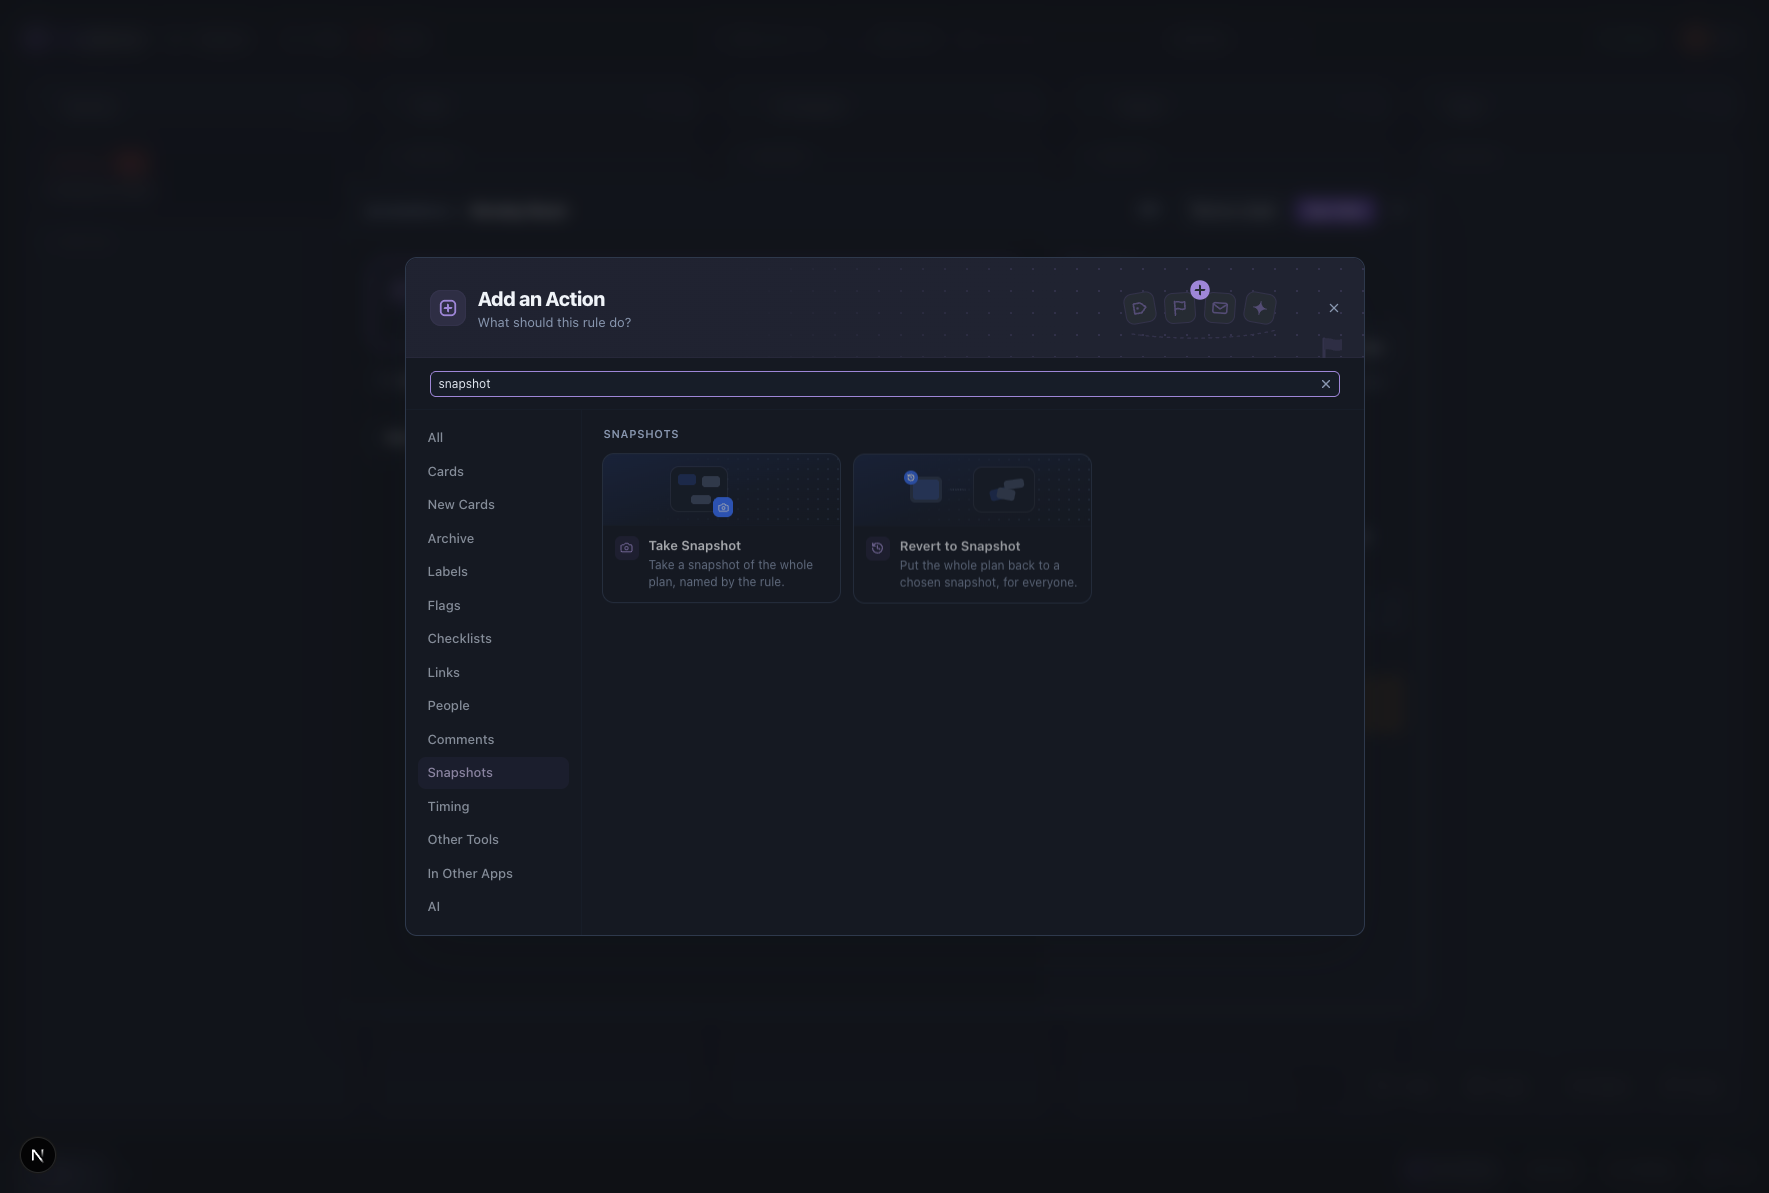 Add an Action
What should this rule do?
snapshot
All
Cards
New Cards
Archive
Labels
Flags
Checklists
Links
People
Comments
Snapshots
Timing
Other Tools
In Other Apps
AI
SNAPSHOTS
Take Snapshot
Take a snapshot of the whole
plan, named by the rule.
Revert to Snapshot
Put the whole plan back to a
chosen snapshot, for everyone.
N